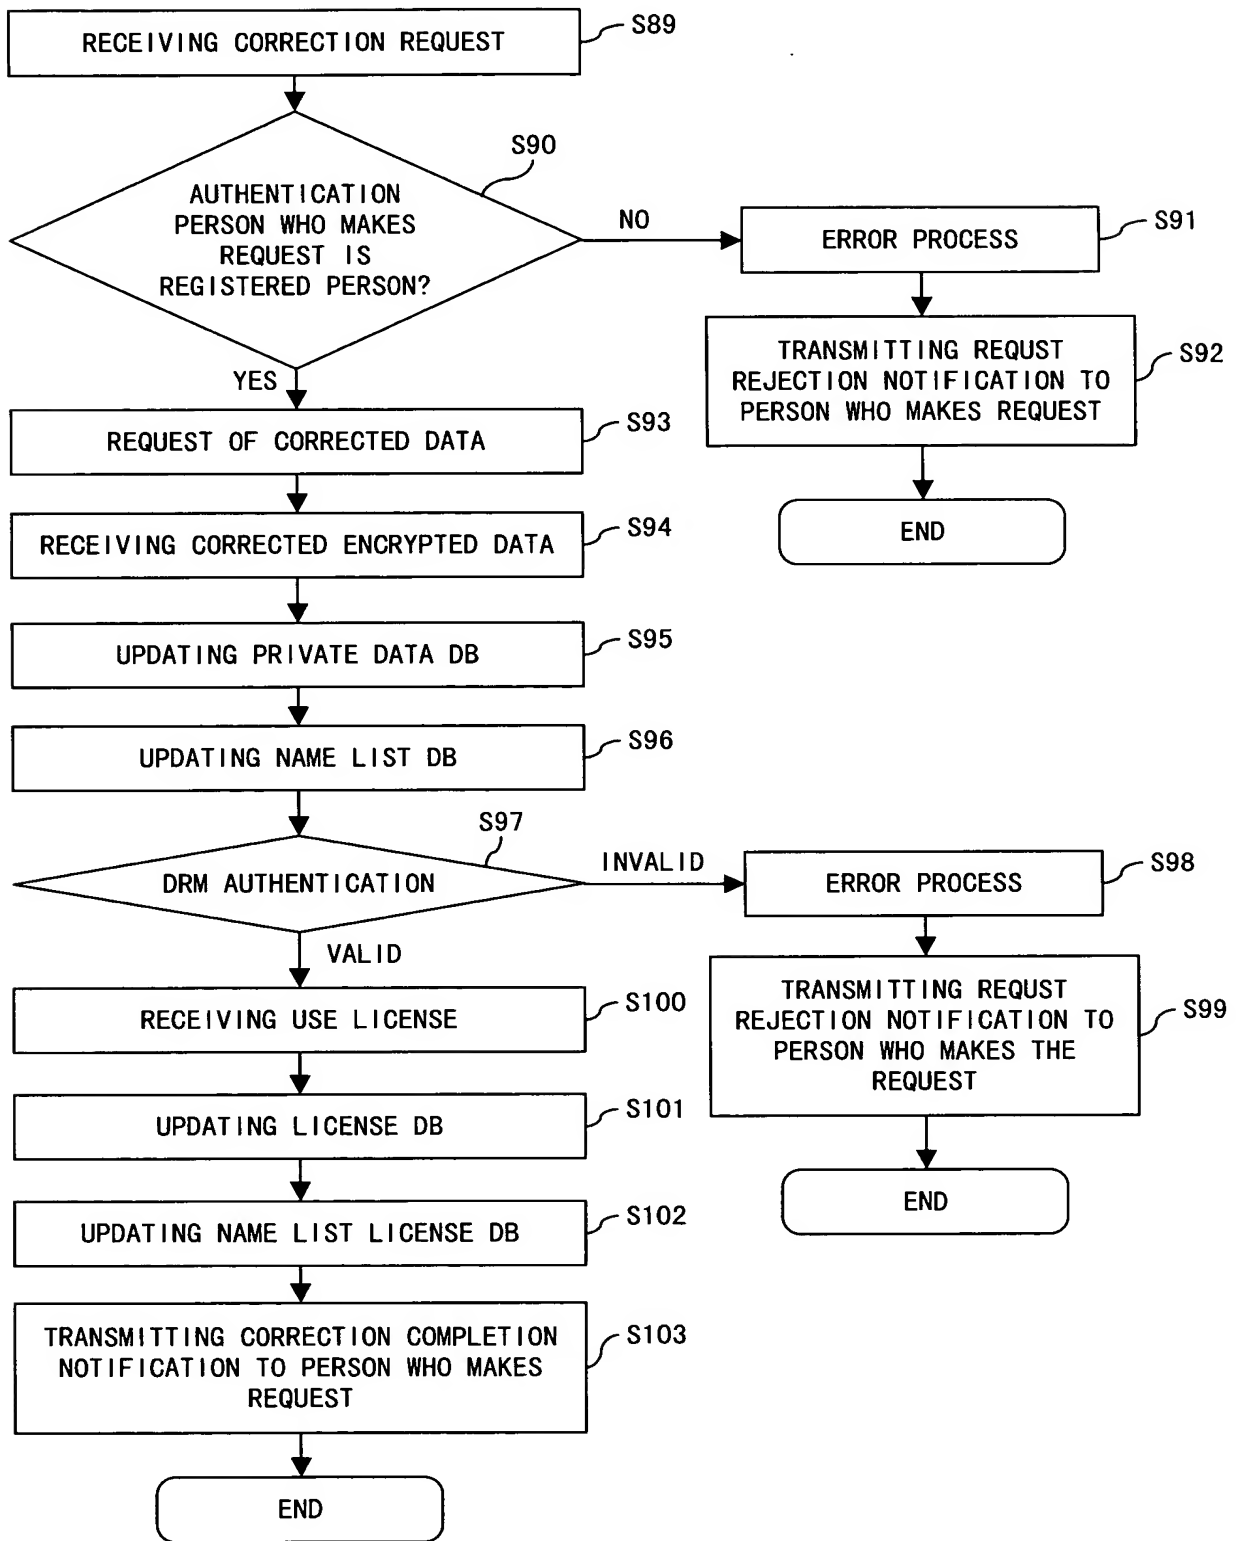 RECEIVING CORRECTION REQUEST
S89
S90
AUTHENTICATION
PERSON WHO MAKES
REQUEST IS
REGISTERED PERSON?
NO
ERROR PROCESS
S91
TRANSMITTING REQUST
REJECTION NOTIFICATION TO
PERSON WHO MAKES REQUEST
S92
END
YES
REQUEST OF CORRECTED DATA
S93
RECEIVING CORRECTED ENCRYPTED DATA
S94
UPDATING PRIVATE DATA DB
S95
UPDATING NAME LIST DB
S96
S97
DRM AUTHENTICATION
INVALID
ERROR PROCESS
S98
TRANSMITTING REQUST
REJECTION NOTIFICATION TO
PERSON WHO MAKES THE
REQUEST
S99
END
VALID
RECEIVING USE LICENSE
S100
UPDATING LICENSE DB
S101
UPDATING NAME LIST LICENSE DB
S102
TRANSMITTING CORRECTION COMPLETION
NOTIFICATION TO PERSON WHO MAKES
REQUEST
S103
END